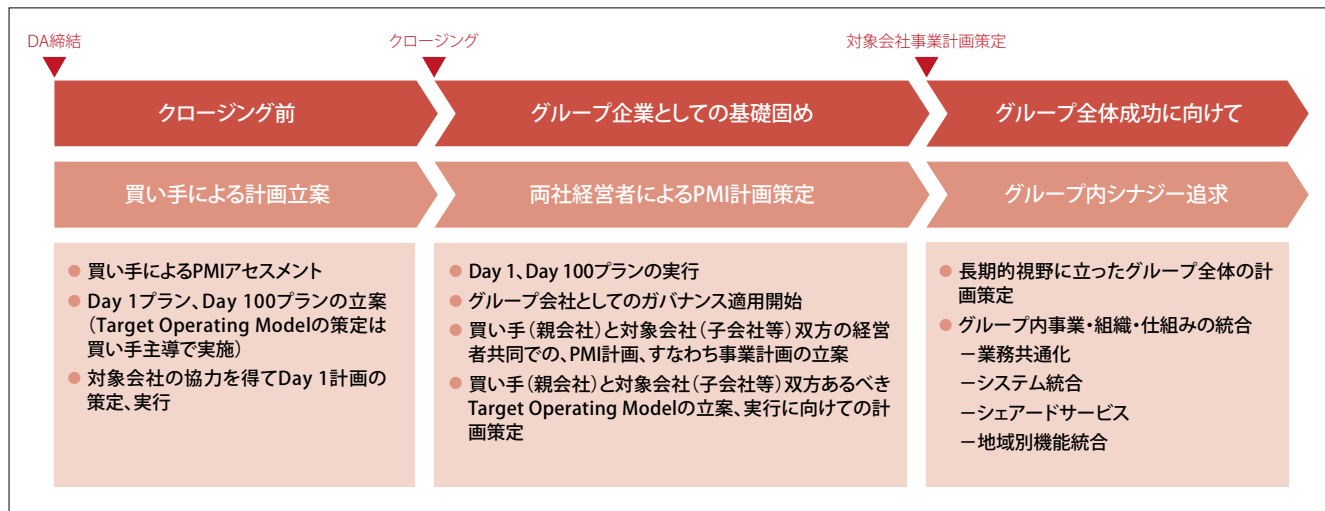 DA締結
クロージング
対象会社事業計画策定
クロージング前
グループ企業としての基礎固め
グループ全体成功に向けて
買い手による計画立案
両社経営者によるPMI計画策定
グループ内シナジー追求
● 買い手によるPMIアセスメント
● Day 1プラン、Day 100プランの立案
（Target Operating Modelの策定は
買い手主導で実施）
● 対象会社の協力を得てDay 1計画の
策定、実行
● Day 1、Day 100プランの実行
● グループ会社としてのガバナンス適用開始
● 買い手（親会社）と対象会社（子会社等）双方の経営
者共同での、PMI計画、すなわち事業計画の立案
● 買い手（親会社）と対象会社（子会社等）双方あるべき
Target Operating Modelの立案、実行に向けての計
画策定
● 長期的視野に立ったグループ全体の計
画策定
● グループ内事業・組織・仕組みの統合
－業務共通化
－システム統合
－シェアードサービス
－地域別機能統合